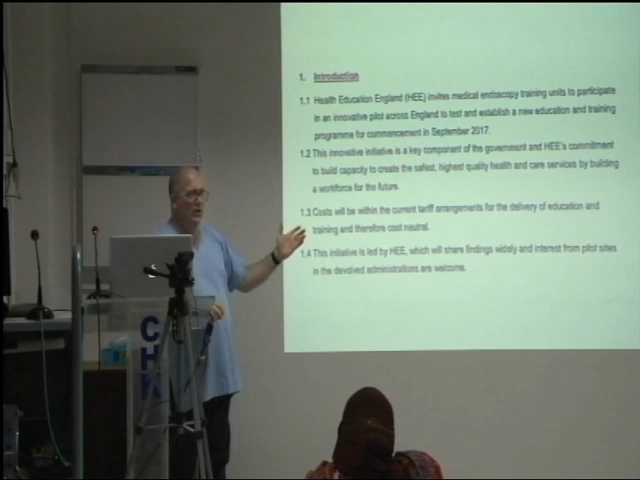 1. Introduction
1.1 Health Education England (HEE) invites medical endoscopy training units to participate
in an innovative pilot across England to test and establish a new education and training
programme for commencement in September 2017.
1.2 This innovative initiative is a key component of the government and HEE's commitment
to build capacity to create the safest, highest quality health and care services by building
a workforce for the future.
1.3 Costs will be within the current tariff arrangements for the delivery of education and
training and therefore cost neutral.
1.4 This initiative is led by HEE, which will share findings widely and interest from pilot sites
in the devolved administrations are welcome.